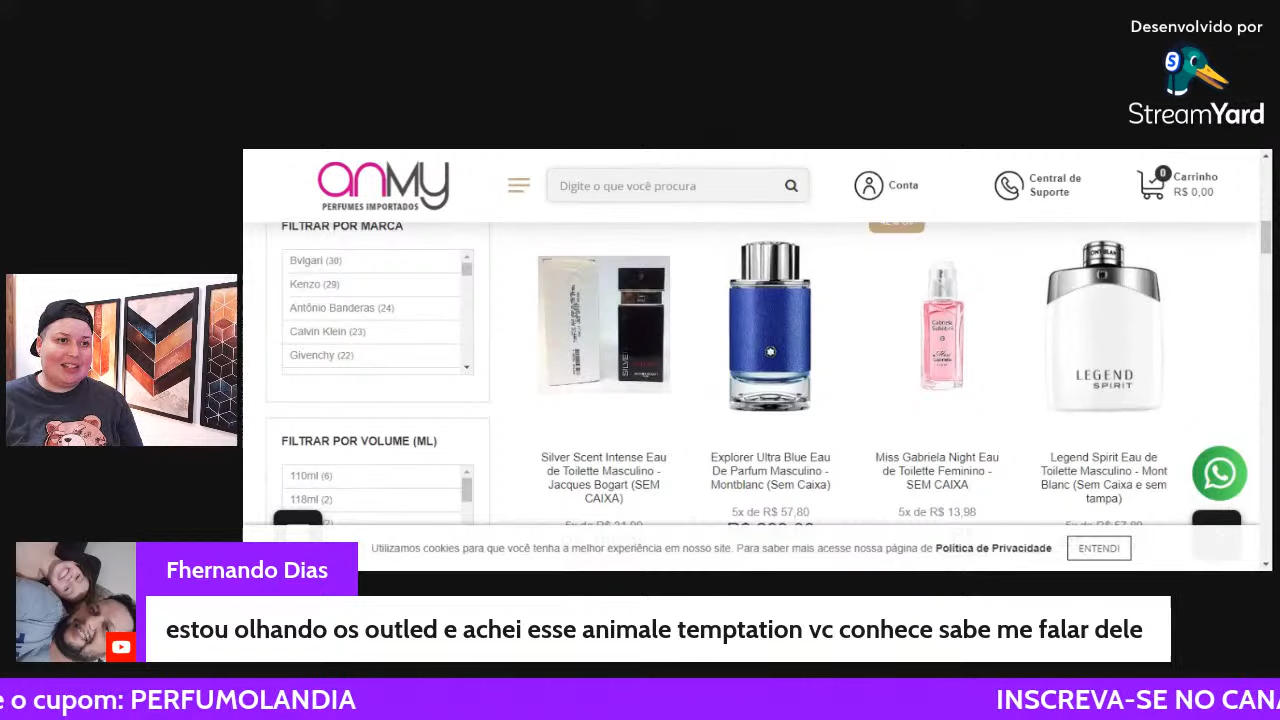 Desenvolvido por
StreamYard
anmy
PERFUMES IMPORTADOS
Digite o que você procura
Conta
Central de
Suporte
0
Carrinho
R$ 0,00
FILTRAR POR MARCA
Bvlgari (30)
Kenzo (29)
Antônio Banderas (24)
Calvin Klein (23)
Givenchy (22)
FILTRAR POR VOLUME (ML)
110ml (6)
118ml (2)
LEGEND
SPIRIT
Silver Scent Intense Eau
de Toilette Masculino -
Jacques Bogart (SEM
CAIXA)
Explorer Ultra Blue Eau
De Parfum Masculino -
Montblanc (Sem Caixa)
5x de R$ 57,80
Miss Gabriela Night Eau
de Toilette Feminino -
SEM CAIXA
5x de R$ 13,98
Legend Spirit Eau de
Toilette Masculino - Mont
Blanc (Sem Caixa e sem
tampa)
Utilizamos cookies para que você tenha a melhor experiência em nosso site. Para saber mais acesse nossa página de Política de Privacidade
ENTENDI
Fhernando Dias
estou olhando os outled e achei esse animale temptation vc conhece sabe me falar dele
e o cupom: PERFUMOLANDIA
INSCREVA-SE NO CANA